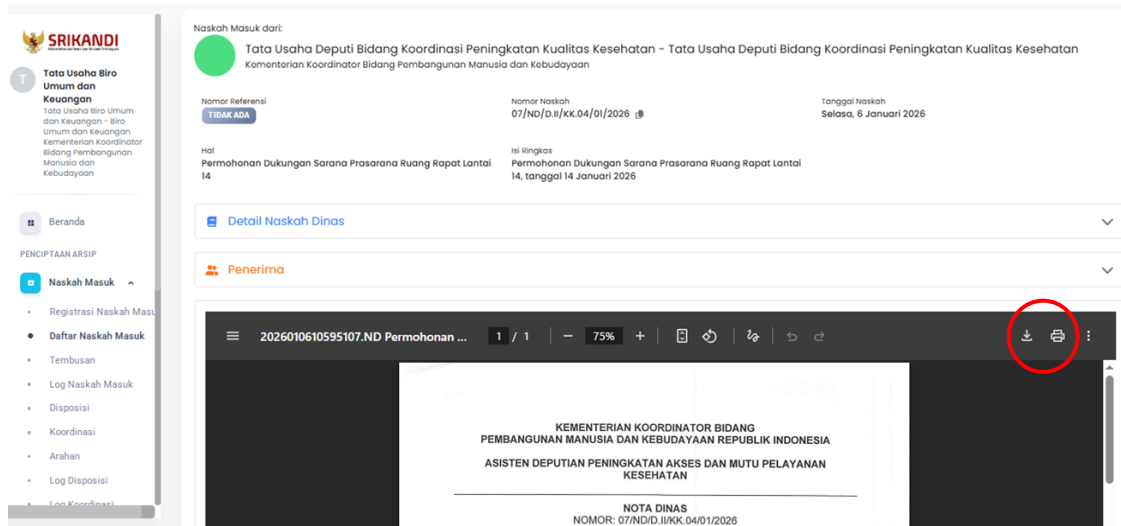 SRIKANDI
T
Tata Usaha Biro
Umum dan
Keuangan
Tata Usaha Biro Umum
dan Keuangan - Biro
Umum dan Keuangan
Kementerian Koordinator
Bidang Pembangunan
Manusia dan
Kebudayaan
Beranda
PENCIPTAAN ARSIP
Naskah Masuk
Registrasi Naskah Masu
Daftar Naskah Masuk
Tembusan
Log Naskah Masuk
Disposisi
Koordinasi
Arahan
Log Disposisi
Log Koordinasi
Naskah Masuk dari:
Tata Usaha Deputi Bidang Koordinasi Peningkatan Kualitas Kesehatan - Tata Usaha Deputi Bidang Koordinasi Peningkatan Kualitas Kesehatan
Kementerian Koordinator Bidang Pembangunan Manusia dan Kebudayaan
Nomor Referensi
TIDAK ADA
Nomor Naskah
07/ND/D.II/KK.04/01/2026
Tanggal Naskah
Selasa, 6 Januari 2026
Hal
Permohonan Dukungan Sarana Prasarana Ruang Rapat Lantai
14
Isi Ringkas
Permohonan Dukungan Sarana Prasarana Ruang Rapat Lantai
14, tanggal 14 Januari 2026
Detail Naskah Dinas
Penerima
2026010610595107.ND Permohonan ... 1 / 1 − 75% +
KEMENTERIAN KOORDINATOR BIDANG
PEMBANGUNAN MANUSIA DAN KEBUDAYAAN REPUBLIK INDONESIA
ASISTEN DEPUTIAN PENINGKATAN AKSES DAN MUTU PELAYANAN
KESEHATAN
NOTA DINAS
NOMOR: 07/ND/D.II/KK.04/01/2026